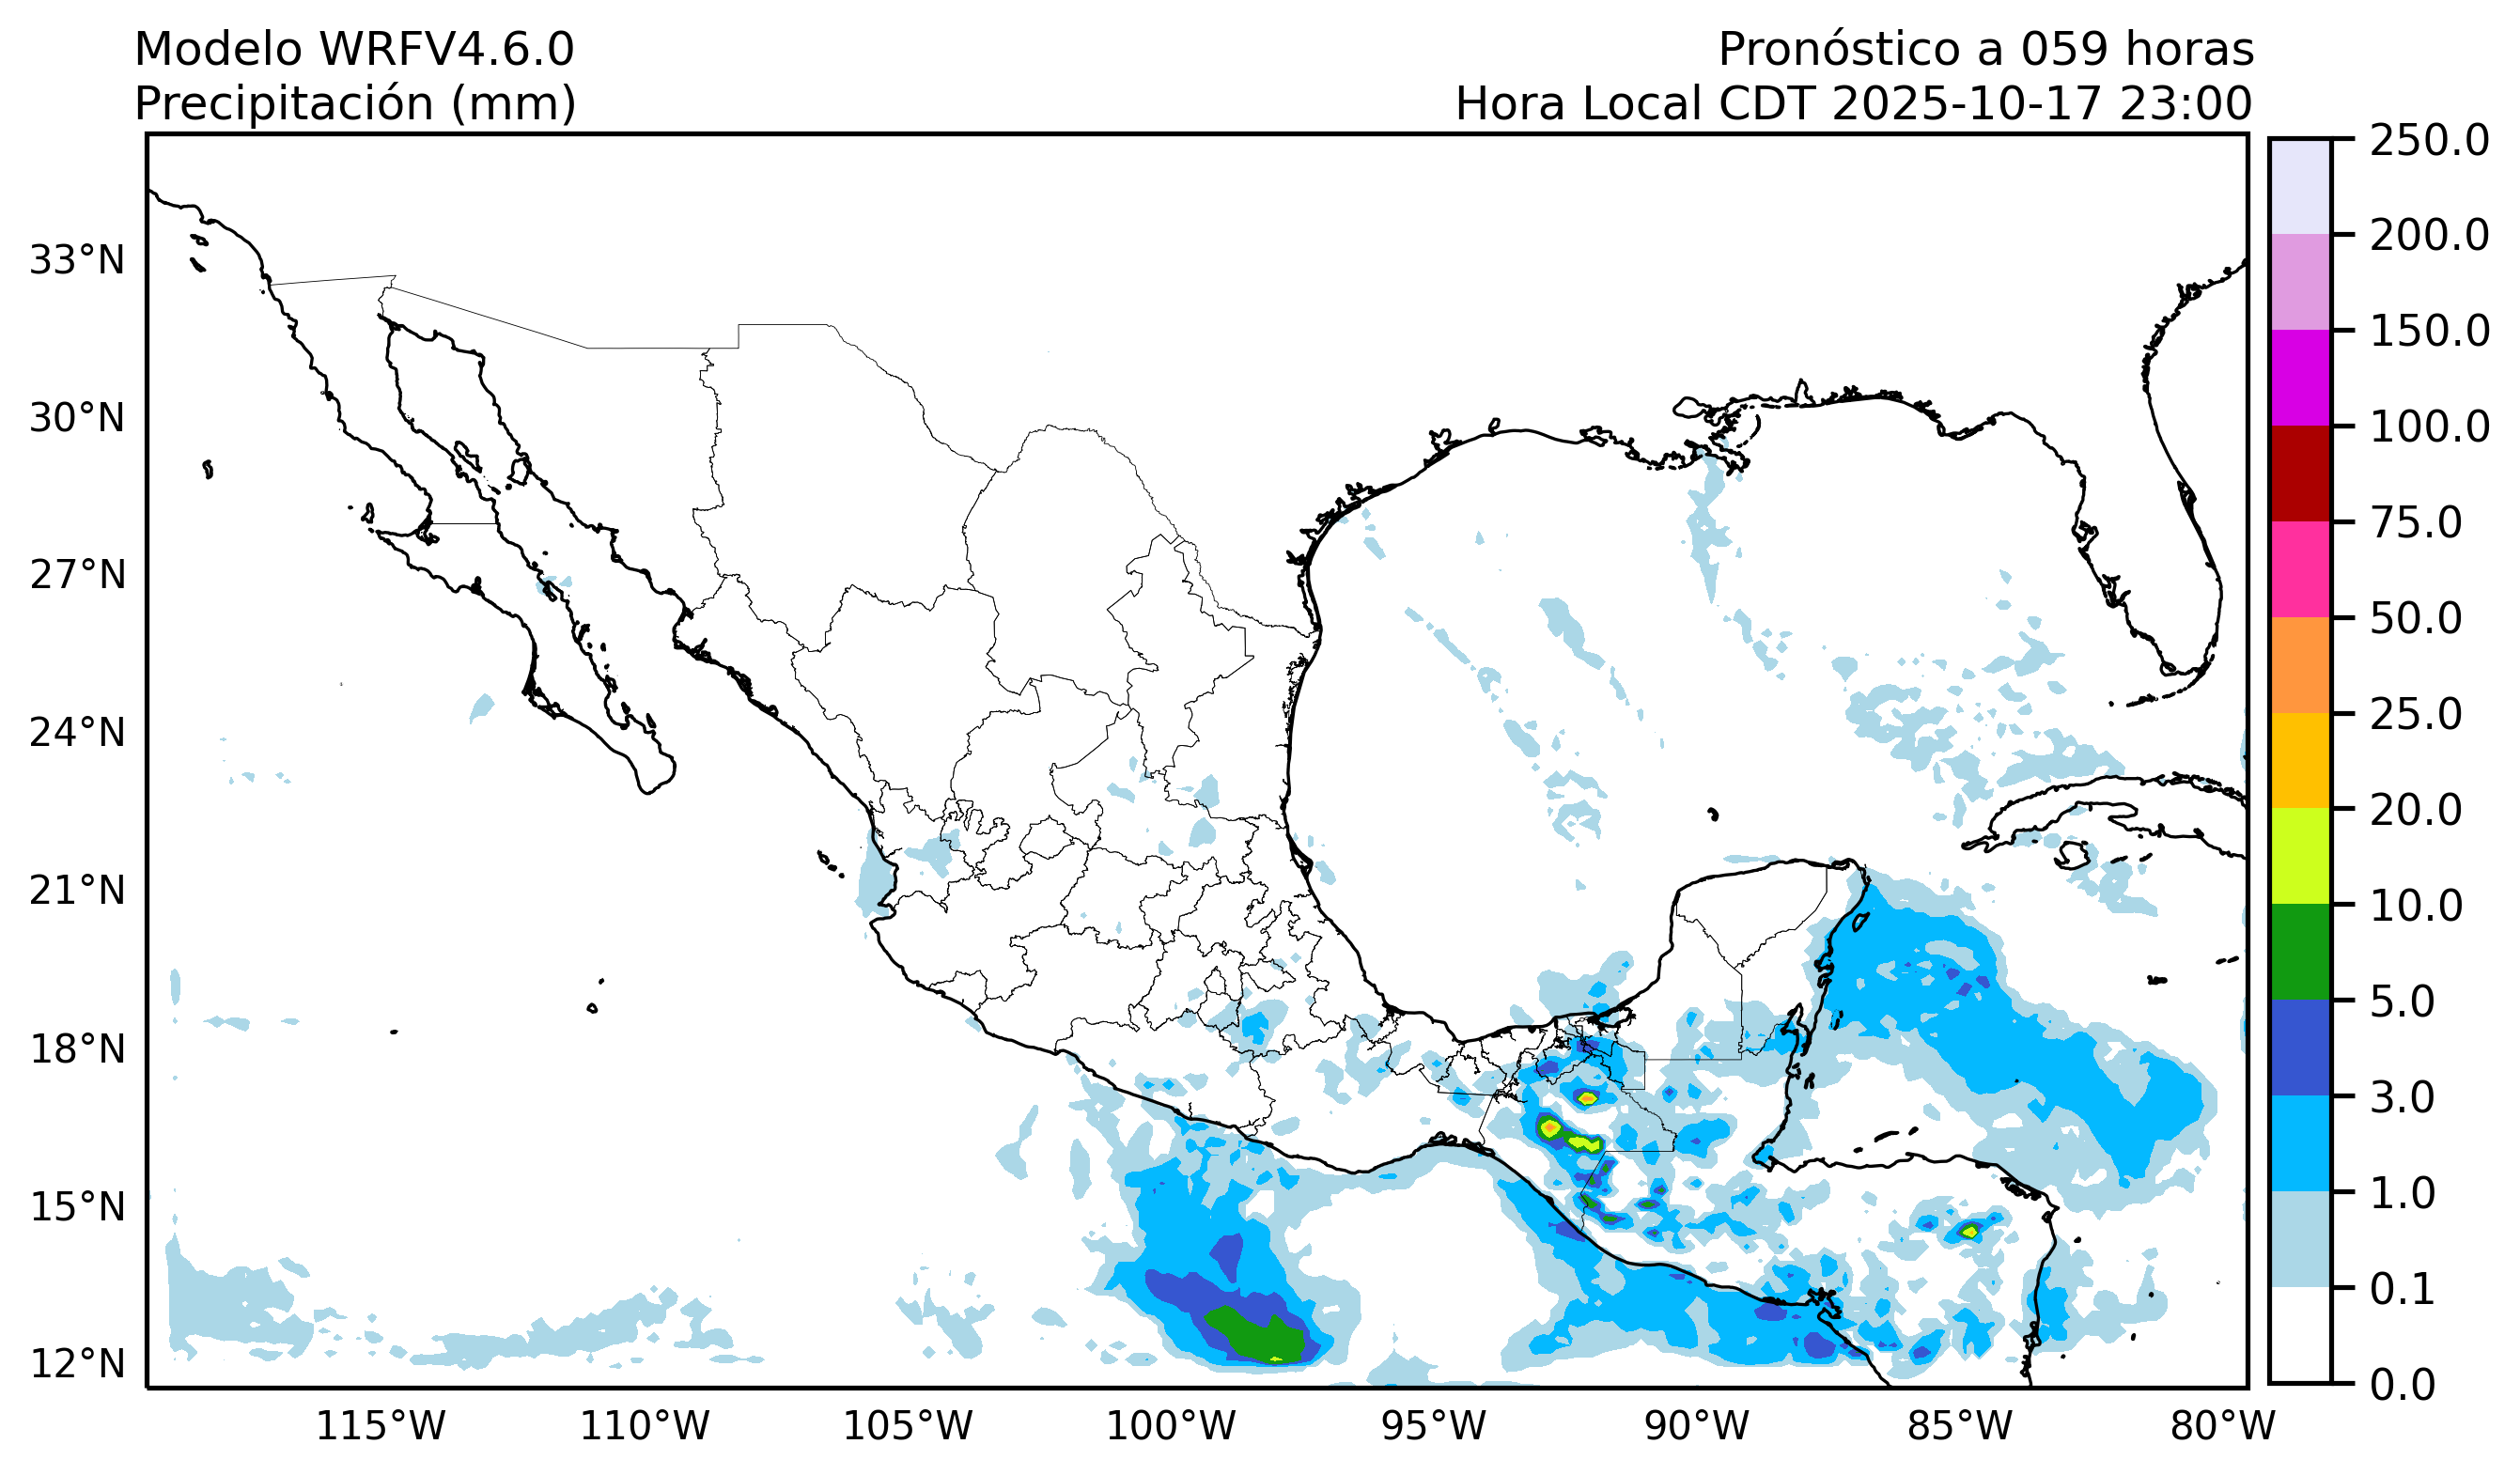 Modelo WRFV4.6.0
Precipitación (mm)
Pronóstico a 059 horas
Hora Local CDT 2025-10-17 23:00
33°N
30°N
27°N
24°N
21°N
18°N
15°N
12°N
115°W
110°W
105°W
100°W
95°W
90°W
85°W
80°W
250.0
200.0
150.0
100.0
75.0
50.0
25.0
20.0
10.0
5.0
3.0
1.0
0.1
0.0